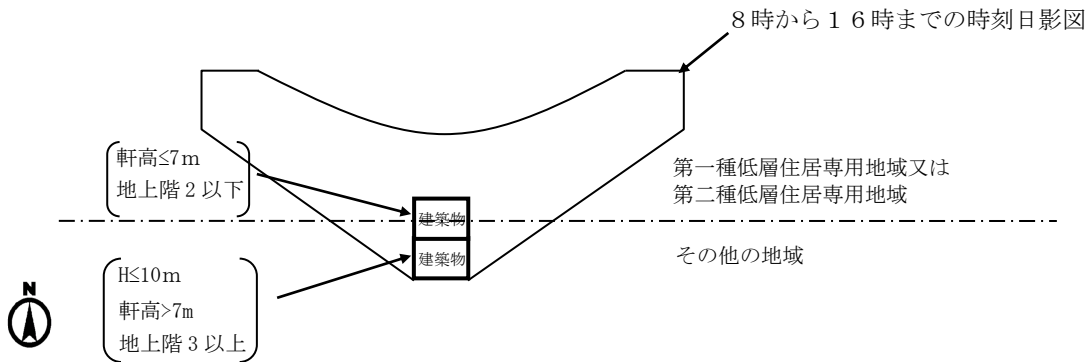 8時から16時までの時刻日影図
軒高≤7m
地上階2以下
第一種低層住居専用地域又は
第二種低層住居専用地域
建築物
建築物
その他の地域
H≤10m
軒高>7m
地上階3以上
N